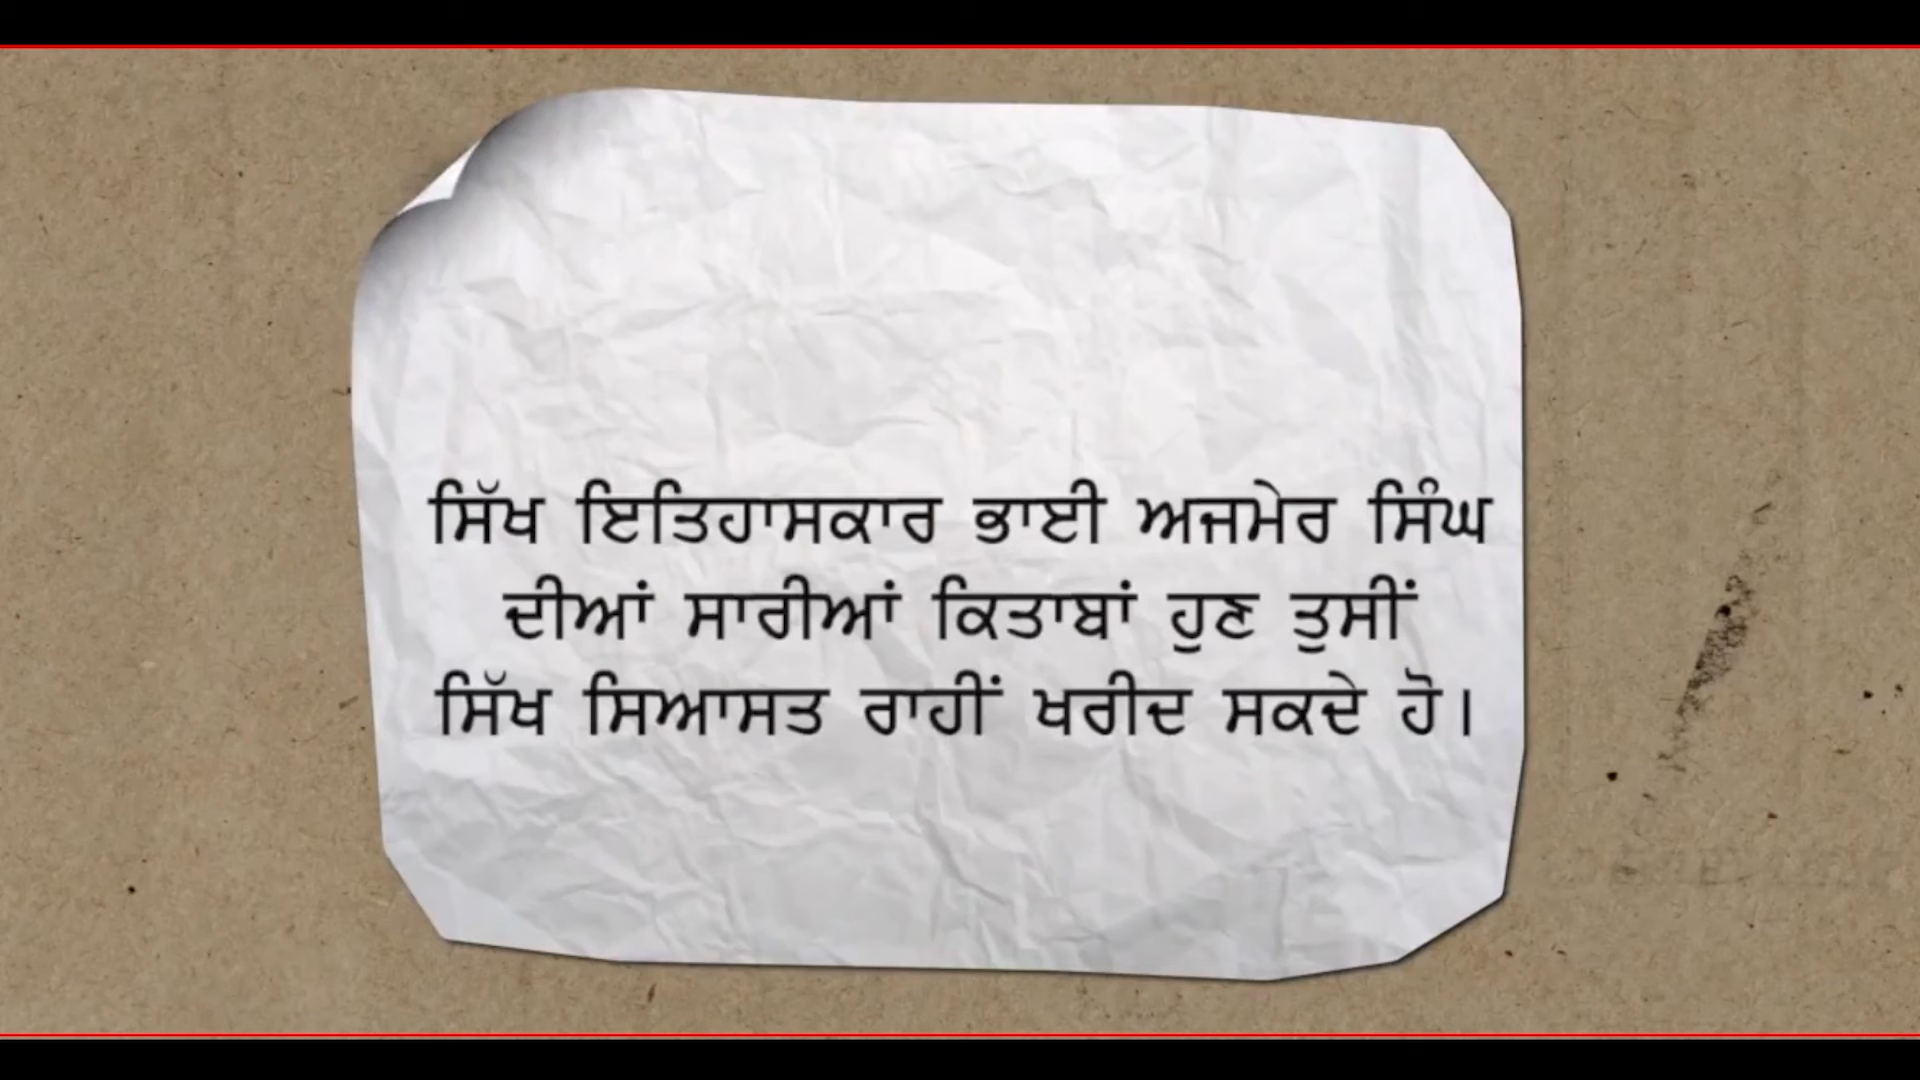 ਸਿੱਖ ਇਤਿਹਾਸਕਾਰ ਭਾਈ ਅਜਮੇਰ ਸਿੰਘ
ਦੀਆਂ ਸਾਰੀਆਂ ਕਿਤਾਬਾਂ ਹੁਣ ਤੁਸੀਂ
ਸਿੱਖ ਸਿਆਸਤ ਰਾਹੀਂ ਖਰੀਦ ਸਕਦੇ ਹੋ।